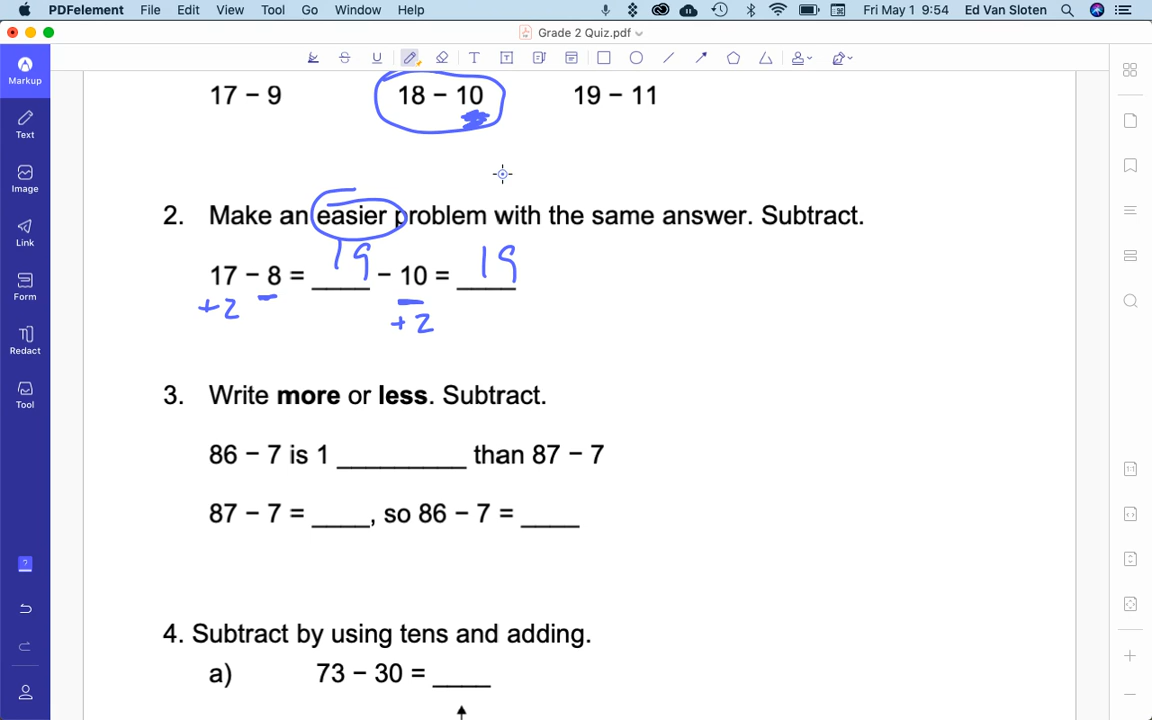 PDFelement File Edit View Tool Go Window Help Fri May 1 9:54 Ed Van Sloten
Grade 2 Quiz.pdf
Markup
Text
Image
Link
Form
Redact
Tool
17 − 9 18 − 10 19 − 11
2. Make an easier problem with the same answer. Subtract.
17 − 8 = 19 − 10 = 19
+2 +2
3. Write more or less. Subtract.
86 − 7 is 1 _________ than 87 − 7
87 − 7 = ____, so 86 − 7 = ____
4. Subtract by using tens and adding.
a) 73 − 30 = ____